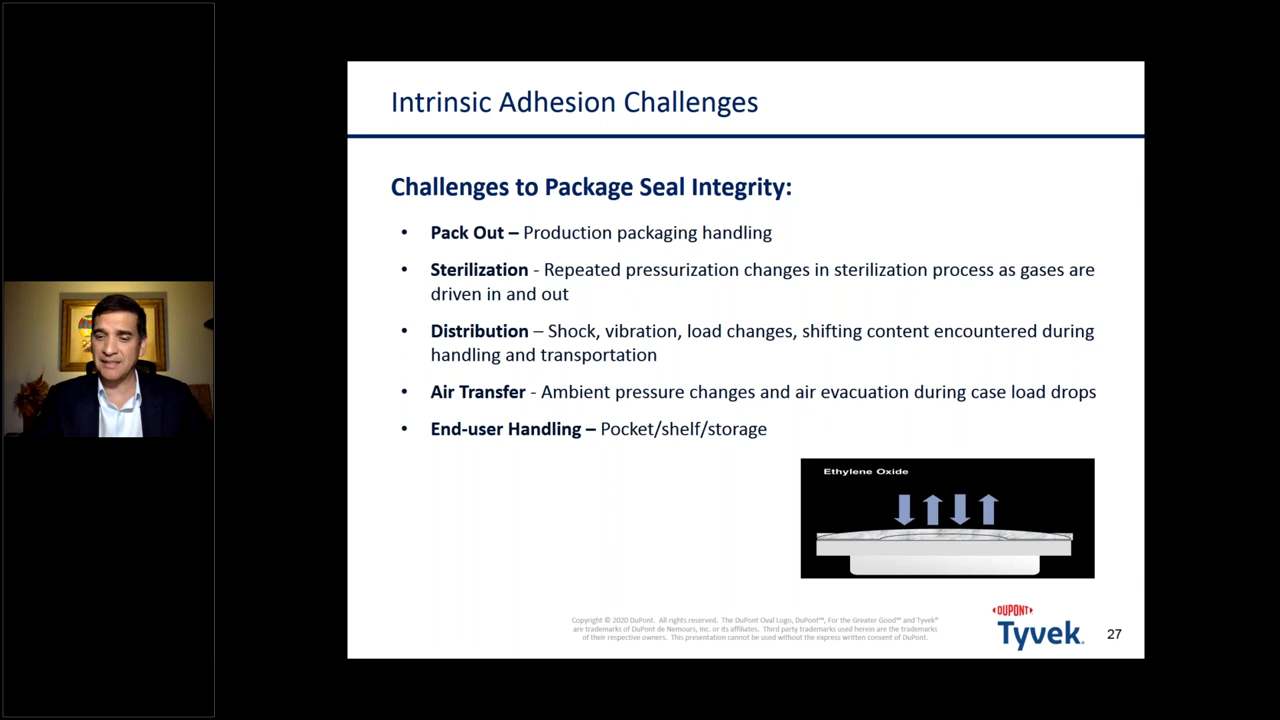 Intrinsic Adhesion Challenges
Challenges to Package Seal Integrity:
• Pack Out – Production packaging handling
• Sterilization - Repeated pressurization changes in sterilization process as gases are
driven in and out
• Distribution – Shock, vibration, load changes, shifting content encountered during
handling and transportation
• Air Transfer - Ambient pressure changes and air evacuation during case load drops
• End-user Handling – Pocket/shelf/storage
Ethylene Oxide
Copyright © 2020 DuPont. All rights reserved. The DuPont Oval Logo, DuPont™, For the Greater Good™ and Tyvek®
are trademarks of DuPont de Nemours, Inc. or its affiliates. Third party trademarks used herein are the trademarks
of their respective owners. This presentation cannot be used without the express written consent of DuPont.
DUPONT
Tyvek.
27